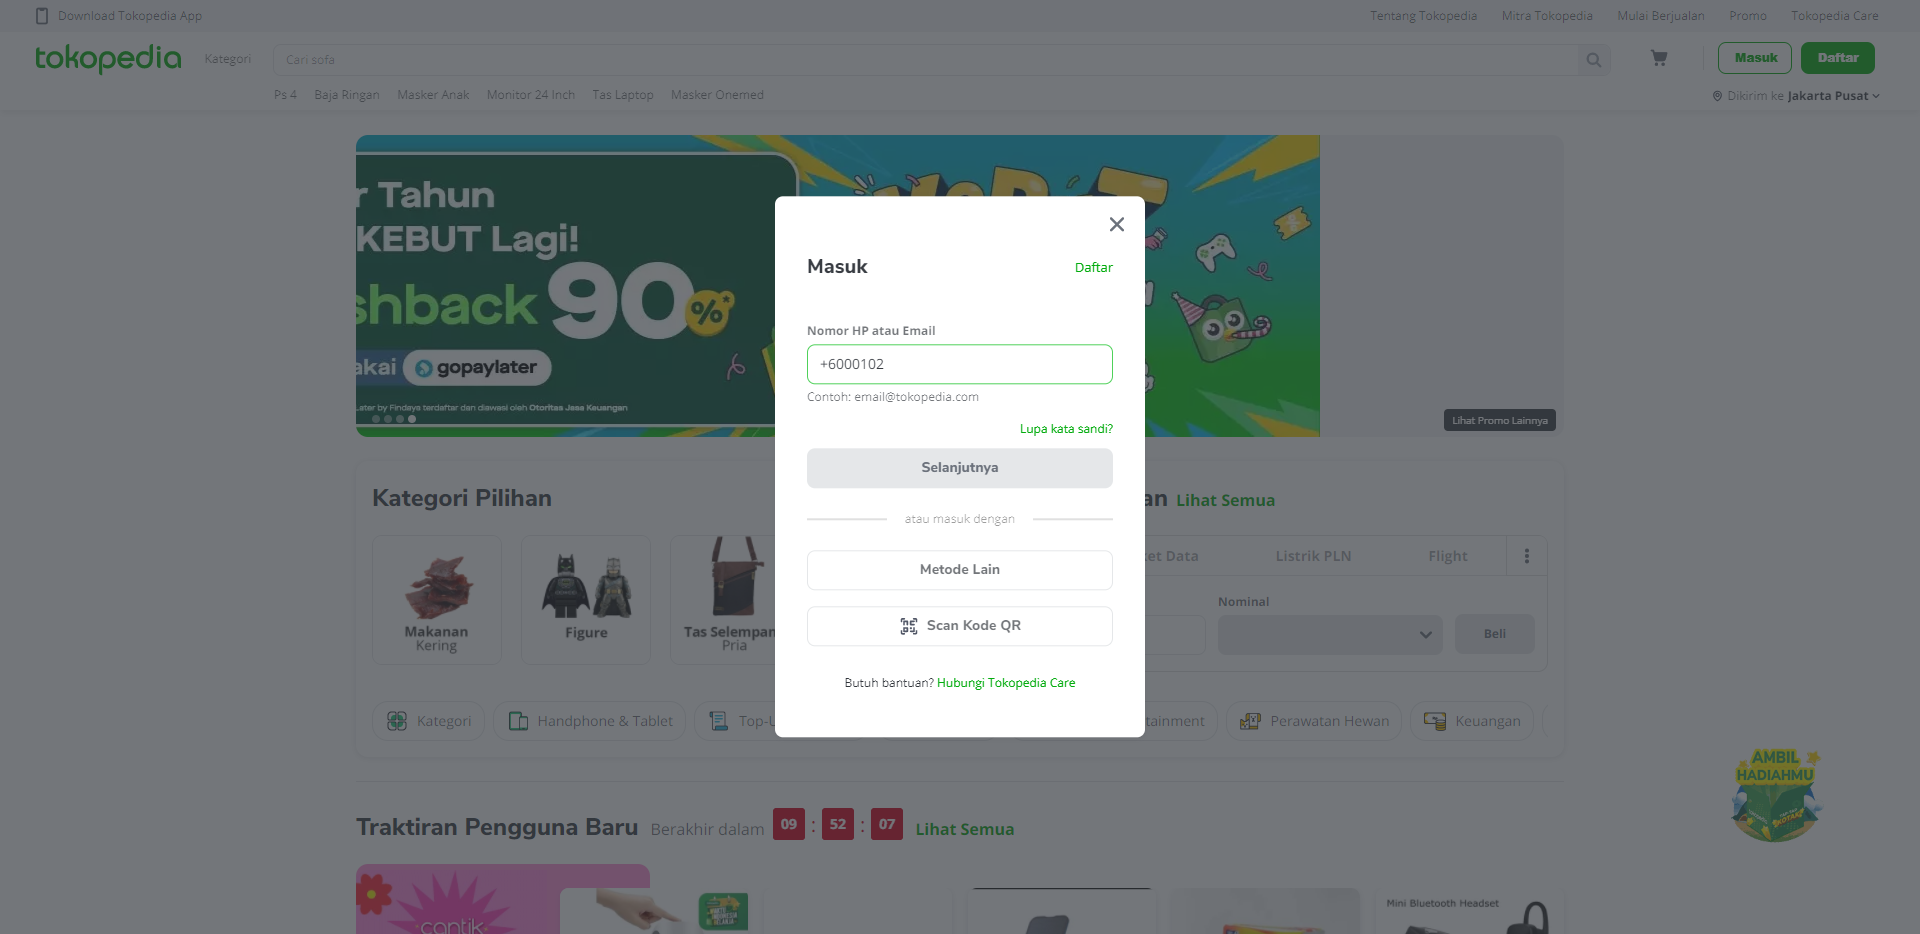 Download Tokopedia App
Tentang Tokopedia
Mitra Tokopedia
Mulai Berjualan
Promo
Tokopedia Care
tokopedia
Kategori
Cari sofa
Masuk
Daftar
Ps 4
Baja Ringan
Masker Anak
Monitor 24 Inch
Tas Laptop
Masker Onemed
Dikirim ke Jakarta Pusat
r Tahun
KEBUT Lagi!
shback 90%
akai gopaylater
Later by Findaya terdaftar dan diawasi oleh Otoritas Jasa Keuangan
Lihat Promo Lainnya
Masuk
Daftar
Nomor HP atau Email
+6000102
Contoh: email@tokopedia.com
Lupa kata sandi?
Selanjutnya
atau masuk dengan
Metode Lain
Scan Kode QR
Butuh bantuan? Hubungi Tokopedia Care
Kategori Pilihan
an
Lihat Semua
Makanan
Kering
Figure
Tas Selempan
Pria
ket Data
Listrik PLN
Flight
Nominal
Beli
Kategori
Handphone & Tablet
Top-U
tainment
Perawatan Hewan
Keuangan
AMBIL
HADIAHMU
Traktiran Pengguna Baru
Berakhir dalam
09 : 52 : 07
Lihat Semua
cantik
Mini Bluetooth Headset